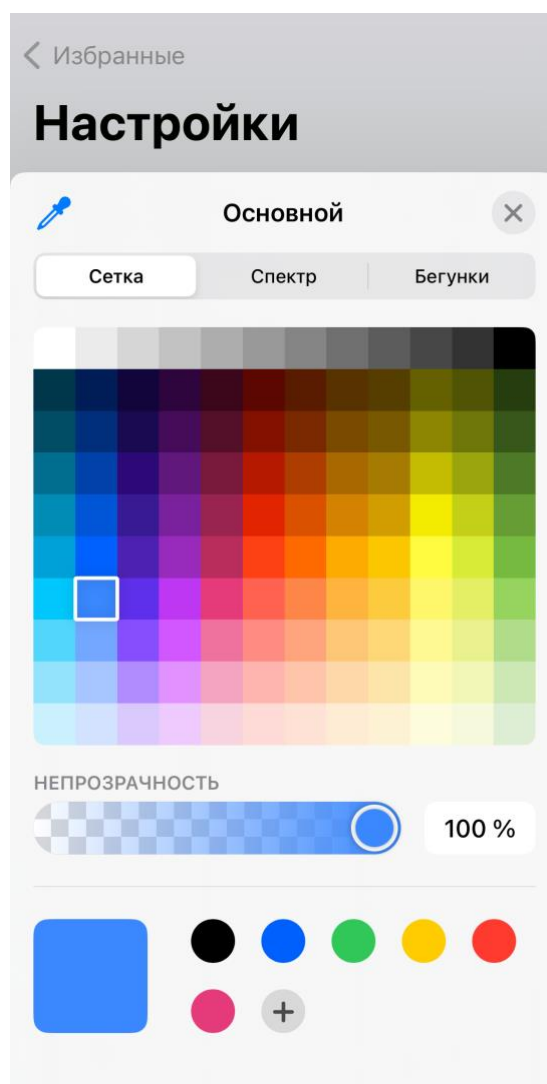 Избранные
Настройки
Основной
Сетка Спектр Бегунки
НЕПРОЗРАЧНОСТЬ
100 %